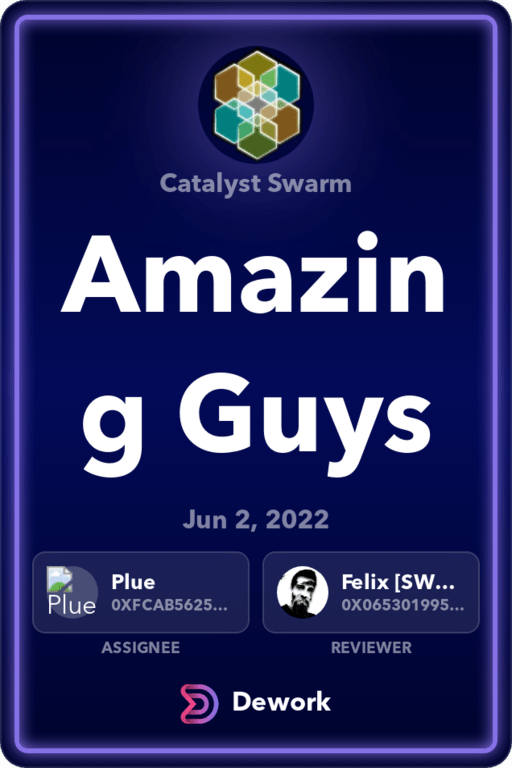 Catalyst Swarm
Amazin
g Guys
Jun 2, 2022
Plue
Plue
0XFCAB5625...
Felix [SW...
0X065301995...
ASSIGNEE
REVIEWER
Dework